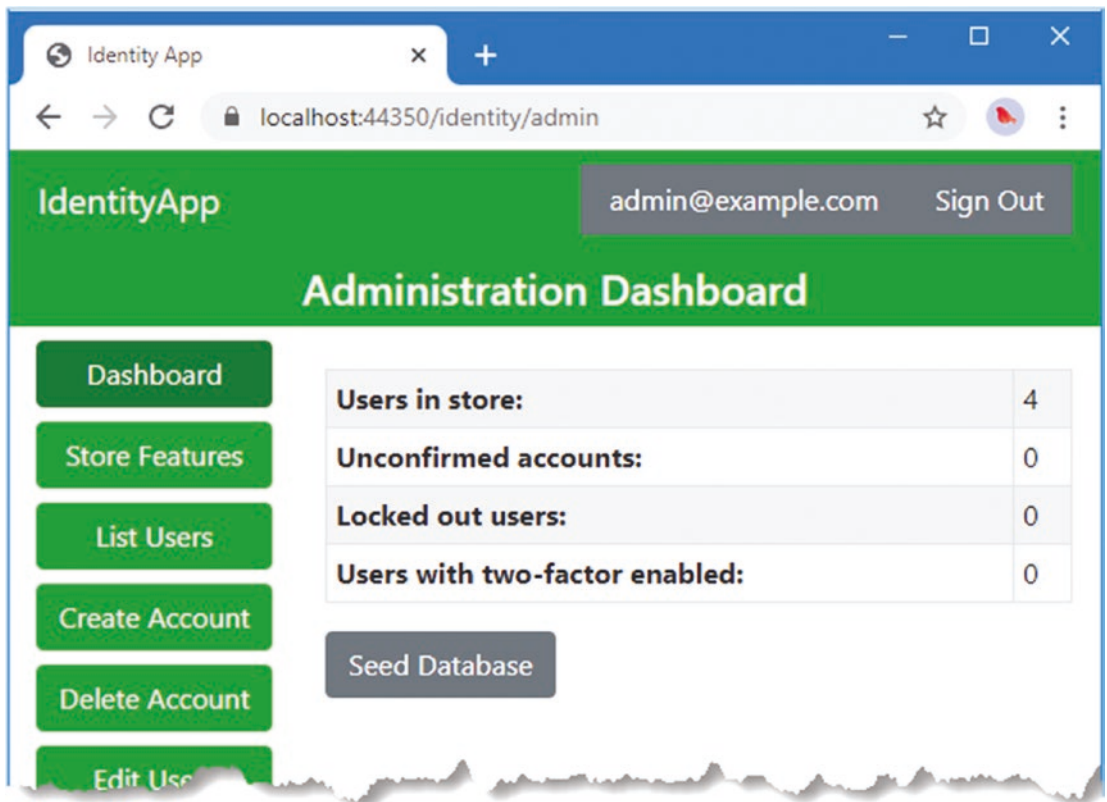 Identity App
localhost:44350/identity/admin
IdentityApp
admin@example.com Sign Out
Administration Dashboard
Dashboard
Store Features
List Users
Create Account
Delete Account
Edit
Users in store: 4
Unconfirmed accounts: 0
Locked out users: 0
Users with two-factor enabled: 0
Seed Database